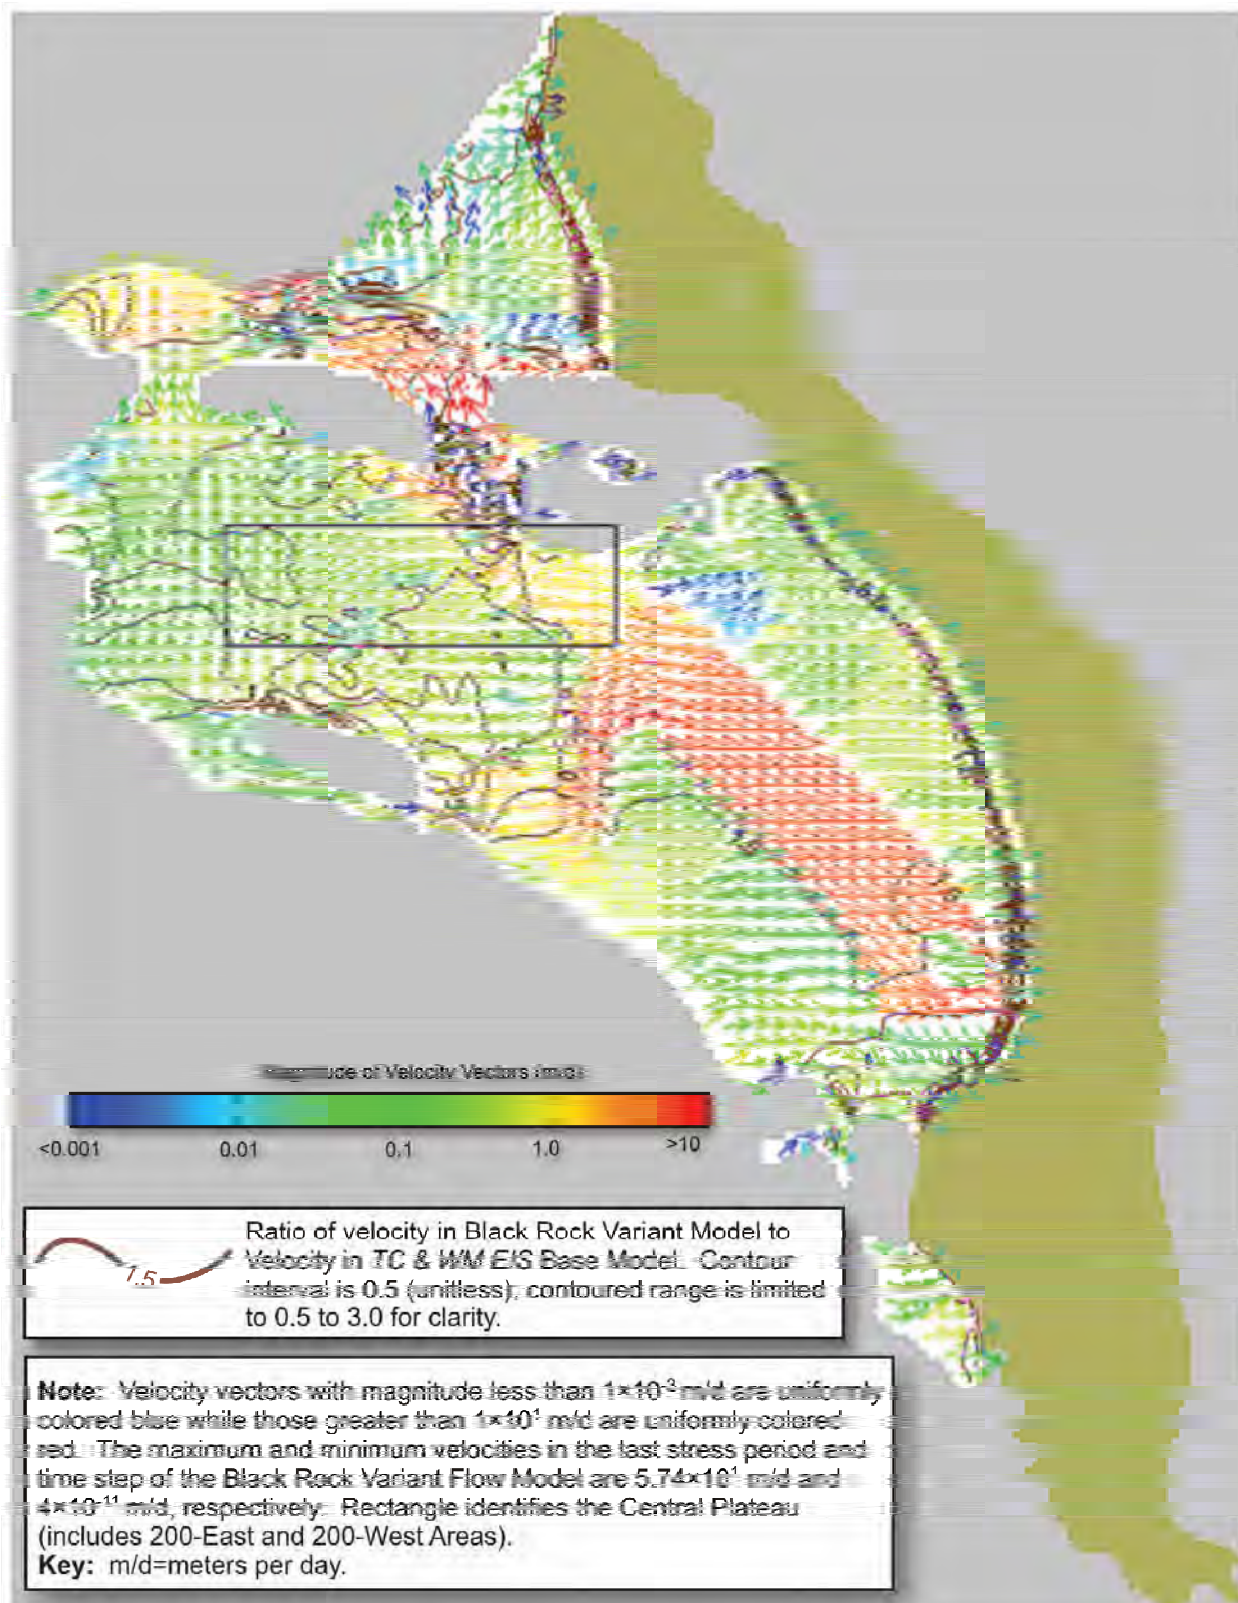 Magnitude of Velocity Vectors (m/d)
<0.001 0.01 0.1 1.0 >10
Ratio of velocity in Black Rock Variant Model to
1.5
Velocity in TC & WM EIS Base Model. Contour
interval is 0.5 (unitless), contoured range is limited
to 0.5 to 3.0 for clarity.
Note: Velocity vectors with magnitude less than 1×10⁻³ m/d are uniformly
colored blue while those greater than 1×10¹ m/d are uniformly colored
red. The maximum and minimum velocities in the last stress period and
time step of the Black Rock Variant Flow Model are 5.74×10¹ m/d and
4×10⁻¹¹ m/d, respectively. Rectangle identifies the Central Plateau
(includes 200-East and 200-West Areas).
Key: m/d=meters per day.